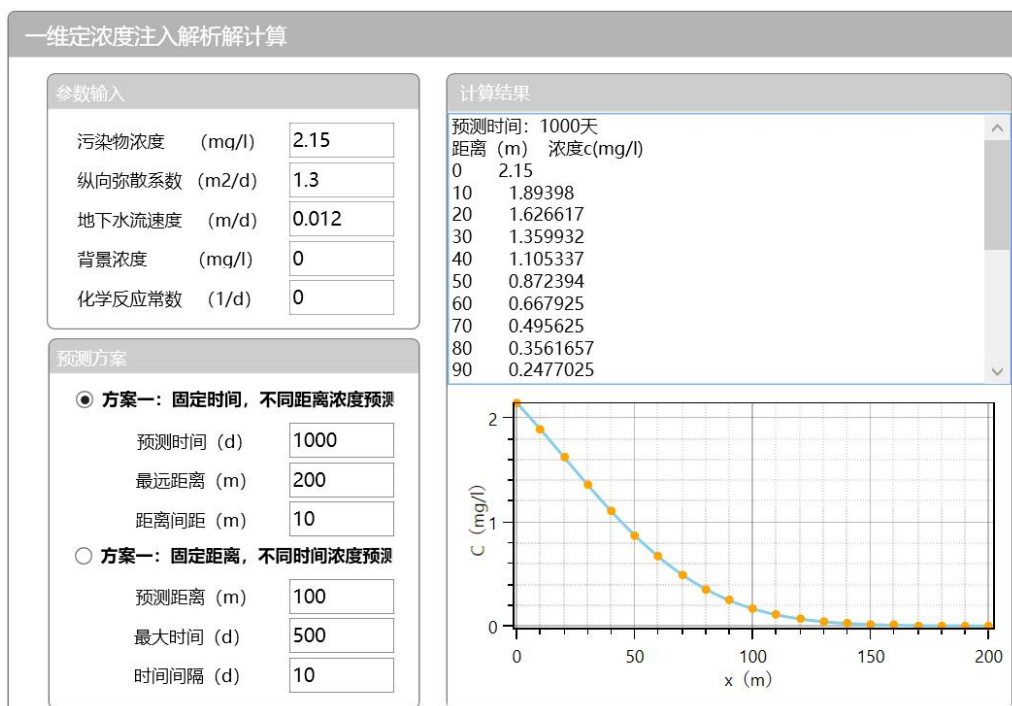 一维定浓度注入解析解计算
参数输入
污染物浓度 (mg/l) 2.15
纵向弥散系数 (m2/d) 1.3
地下水流速度 (m/d) 0.012
背景浓度 (mg/l) 0
化学反应常数 (1/d) 0
预测方案
方案一：固定时间，不同距离浓度预测
预测时间（d） 1000
最远距离（m） 200
距离间距（m） 10
方案一：固定距离，不同时间浓度预测
预测距离（m） 100
最大时间（d） 500
时间间隔（d） 10
计算结果
预测时间：1000天
距离（m） 浓度c(mg/l)
0 2.15
10 1.89398
20 1.626617
30 1.359932
40 1.105337
50 0.872394
60 0.667925
70 0.495625
80 0.3561657
90 0.2477025
C（mg/l）
2
1
0
0 50 100 150 200
x（m）